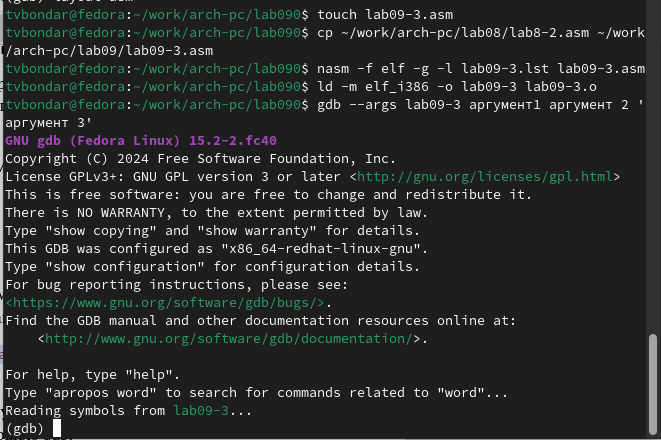 tvbondar@fedora:~/work/arch-pc/lab090$ touch lab09-3.asm
tvbondar@fedora:~/work/arch-pc/lab090$ cp ~/work/arch-pc/lab08/lab8-2.asm ~/work
/arch-pc/lab09/lab09-3.asm
tvbondar@fedora:~/work/arch-pc/lab090$ nasm -f elf -g -l lab09-3.lst lab09-3.asm
tvbondar@fedora:~/work/arch-pc/lab090$ ld -m elf_i386 -o lab09-3 lab09-3.o
tvbondar@fedora:~/work/arch-pc/lab090$ gdb --args lab09-3 аргумент1 аргумент 2 '
аргумент 3'
GNU gdb (Fedora Linux) 15.2-2.fc40
Copyright (C) 2024 Free Software Foundation, Inc.
License GPLv3+: GNU GPL version 3 or later <http://gnu.org/licenses/gpl.html>
This is free software: you are free to change and redistribute it.
There is NO WARRANTY, to the extent permitted by law.
Type "show copying" and "show warranty" for details.
This GDB was configured as "x86_64-redhat-linux-gnu".
Type "show configuration" for configuration details.
For bug reporting instructions, please see:
<https://www.gnu.org/software/gdb/bugs/>.
Find the GDB manual and other documentation resources online at:
    <http://www.gnu.org/software/gdb/documentation/>.
For help, type "help".
Type "apropos word" to search for commands related to "word"...
Reading symbols from lab09-3...
(gdb)